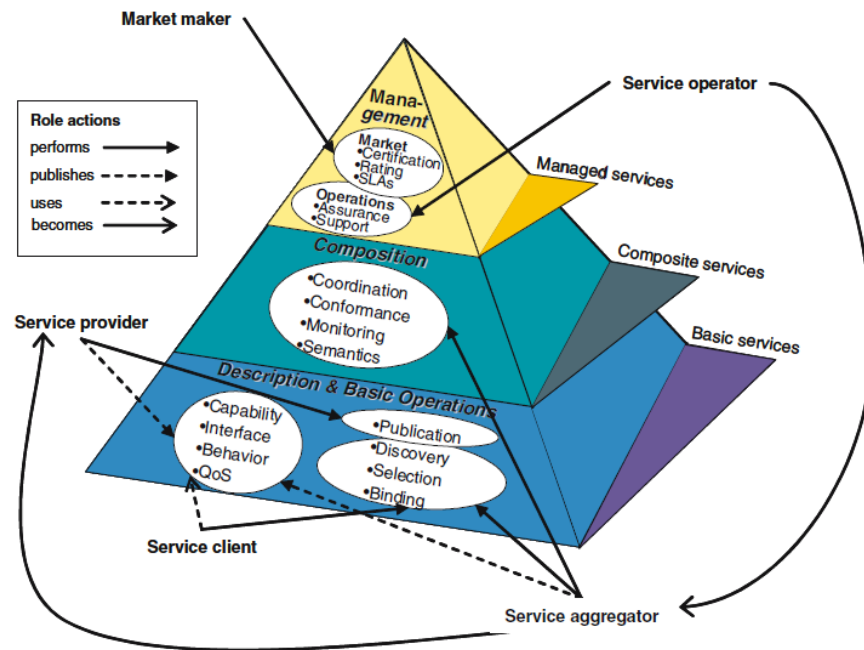 Market maker
Service operator
Role actions
performs
publishes
uses
becomes
Mana-
gement
Market
•Certification
•Rating
•SLAs
Operations
•Assurance
•Support
Managed services
Composition
•Coordination
•Conformance
•Monitoring
•Semantics
Composite services
Service provider
Description & Basic Operations
•Capability
•Interface
•Behavior
•QoS
•Publication
•Discovery
•Selection
•Binding
Basic services
Service client
Service aggregator